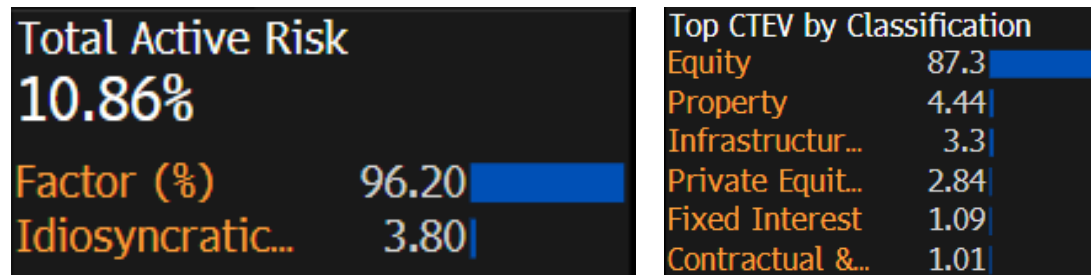 Total Active Risk
10.86%
Factor (%) 96.20
Idiosyncratic... 3.80
Top CTEV by Classification
Equity 87.3
Property 4.44
Infrastructur... 3.3
Private Equit... 2.84
Fixed Interest 1.09
Contractual &... 1.01